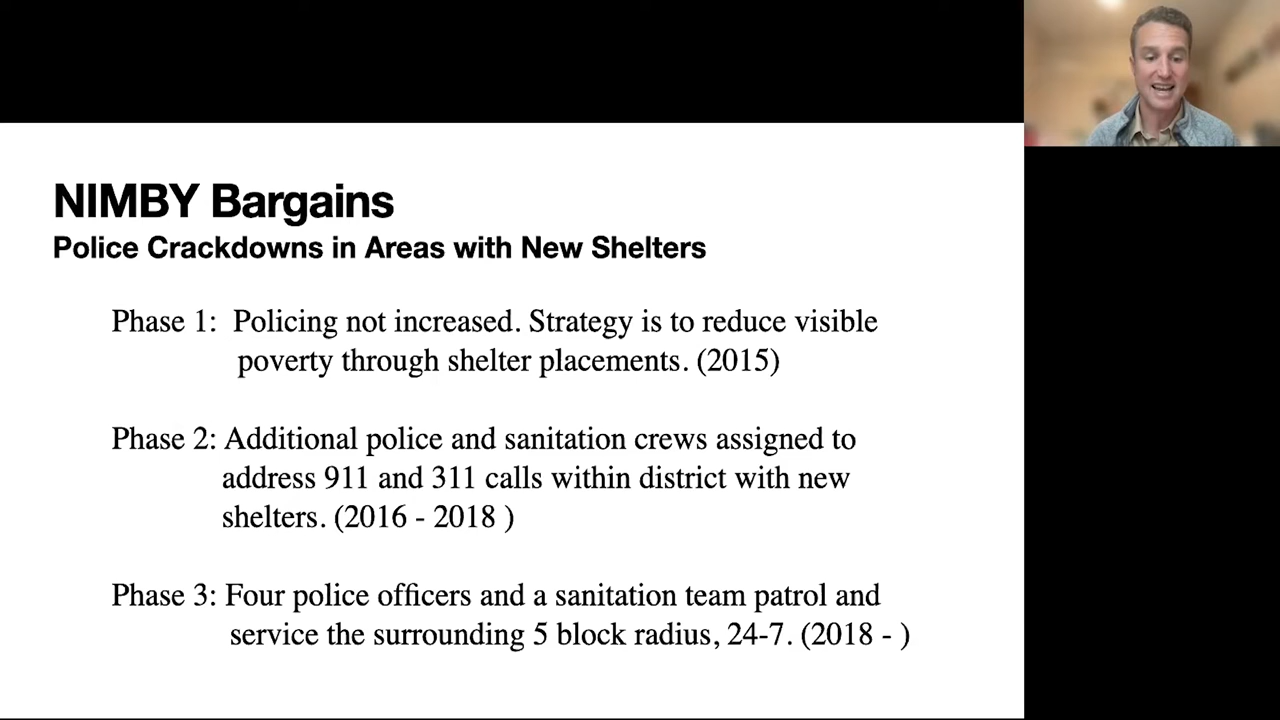 NIMBY Bargains
Police Crackdowns in Areas with New Shelters
Phase 1: Policing not increased. Strategy is to reduce visible
poverty through shelter placements. (2015)
Phase 2: Additional police and sanitation crews assigned to
address 911 and 311 calls within district with new
shelters. (2016 - 2018 )
Phase 3: Four police officers and a sanitation team patrol and
service the surrounding 5 block radius, 24-7. (2018 - )